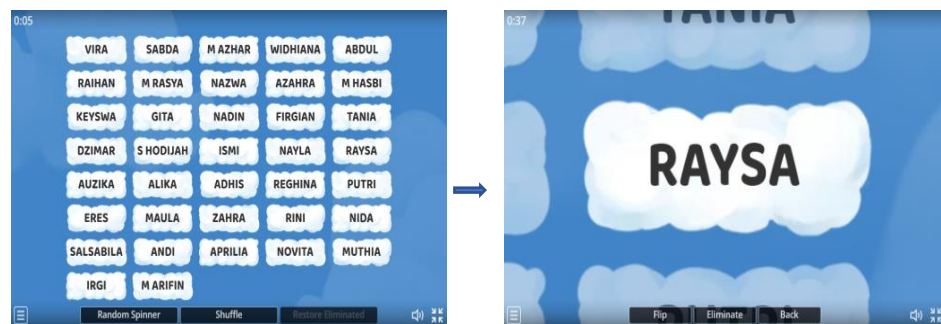 0:05
VIRA SABDA M AZHAR WIDHIANA ABDUL
RAIHAN M RASYA NAZWA AZAHRA M HASBI
KEYSWA GITA NADIN FIRGIAN TANIA
DZIMAR S HODIJAH ISMI NAYLA RAYSA
AUZIKA ALIKA ADHIS REGHINA PUTRI
ERES MAULA ZAHRA RINI NIDA
SALSABILA ANDI APRILIA NOVITA MUTHIA
IRGI M ARIFIN
Random Spinner Shuffle Restore Eliminated
0:37
TANIA
RAYSA
Flip Eliminate Back